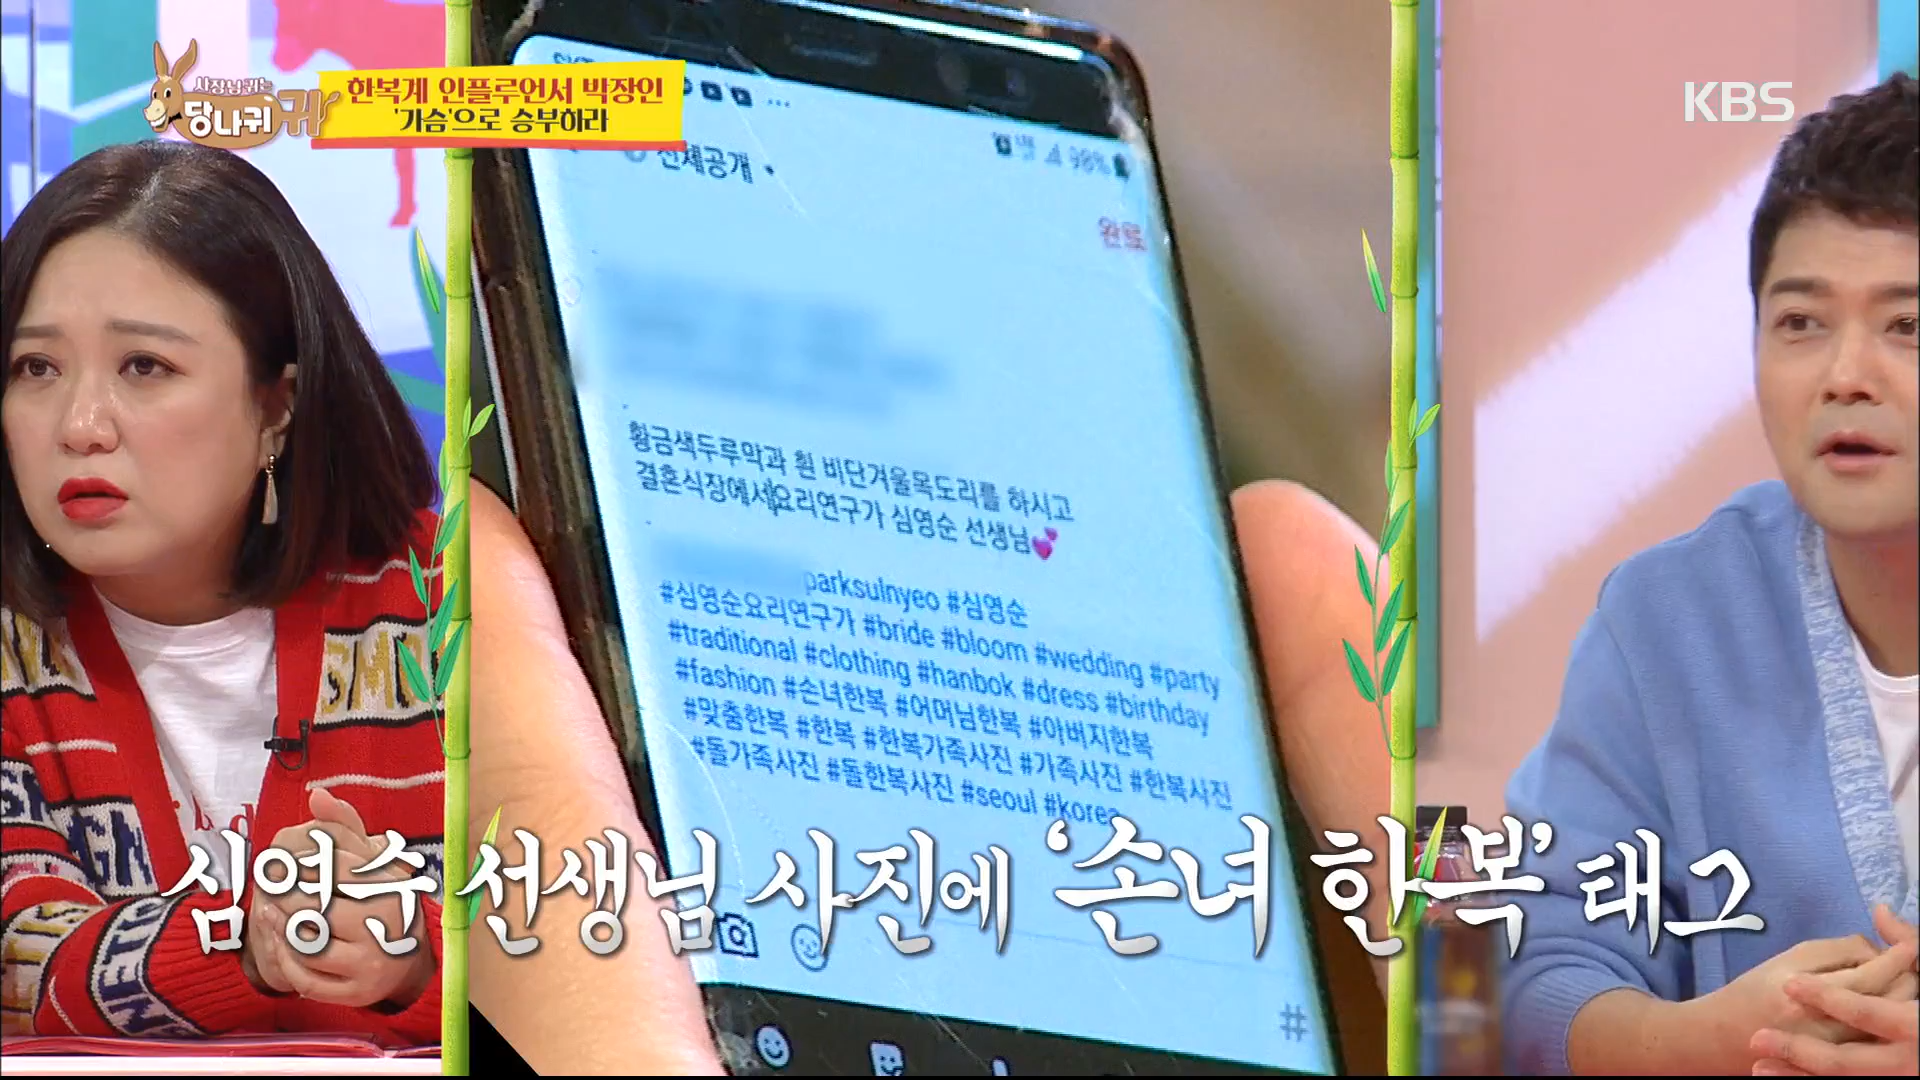 사장님 귀는
당나귀 귀
한복계 인플루언서 박장인
'가슴'으로 승부하라
KBS
98%
전체공개
완료
황금색두루막과 흰 비단겨울목도리를 하시고
결혼식장에서요리연구가 심영순 선생님💕
parksulnyeo #심영순
#심영순요리연구가 #bride #bloom #wedding #party
#traditional #clothing #hanbok #dress #birthday
#fashion #손녀한복 #어머님한복 #아버지한복
#맞춤한복 #한복 #한복가족사진 #가족사진 #한복사진
#돌가족사진 #돌한복사진 #seoul #korea
심영순 선생님 사진에 '손녀 한복' 태그
#